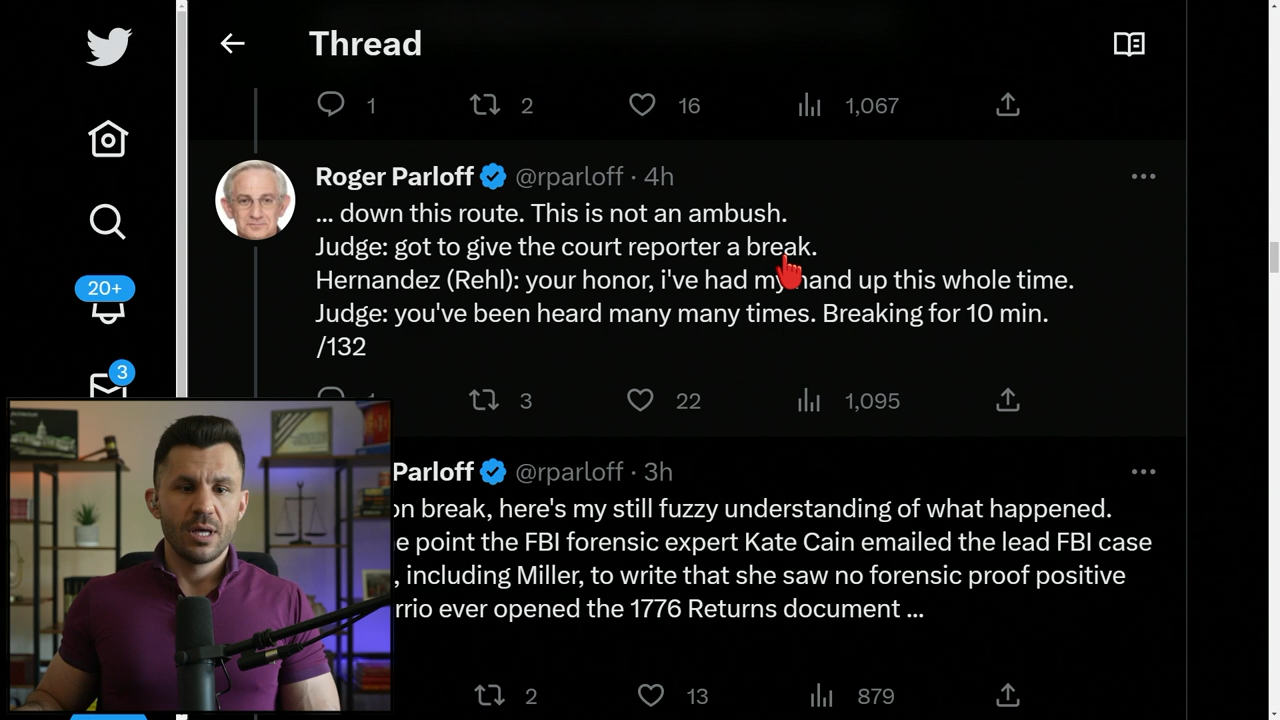 Thread
1 2 16 1,067
Roger Parloff @rparloff · 4h
... down this route. This is not an ambush.
Judge: got to give the court reporter a break.
Hernandez (Rehl): your honor, i've had my hand up this whole time.
Judge: you've been heard many many times. Breaking for 10 min.
/132
20+
3
3 22 1,095
Parloff @rparloff · 3h
on break, here's my still fuzzy understanding of what happened.
point the FBI forensic expert Kate Cain emailed the lead FBI case
, including Miller, to write that she saw no forensic proof positive
rrio ever opened the 1776 Returns document ...
2 13 879